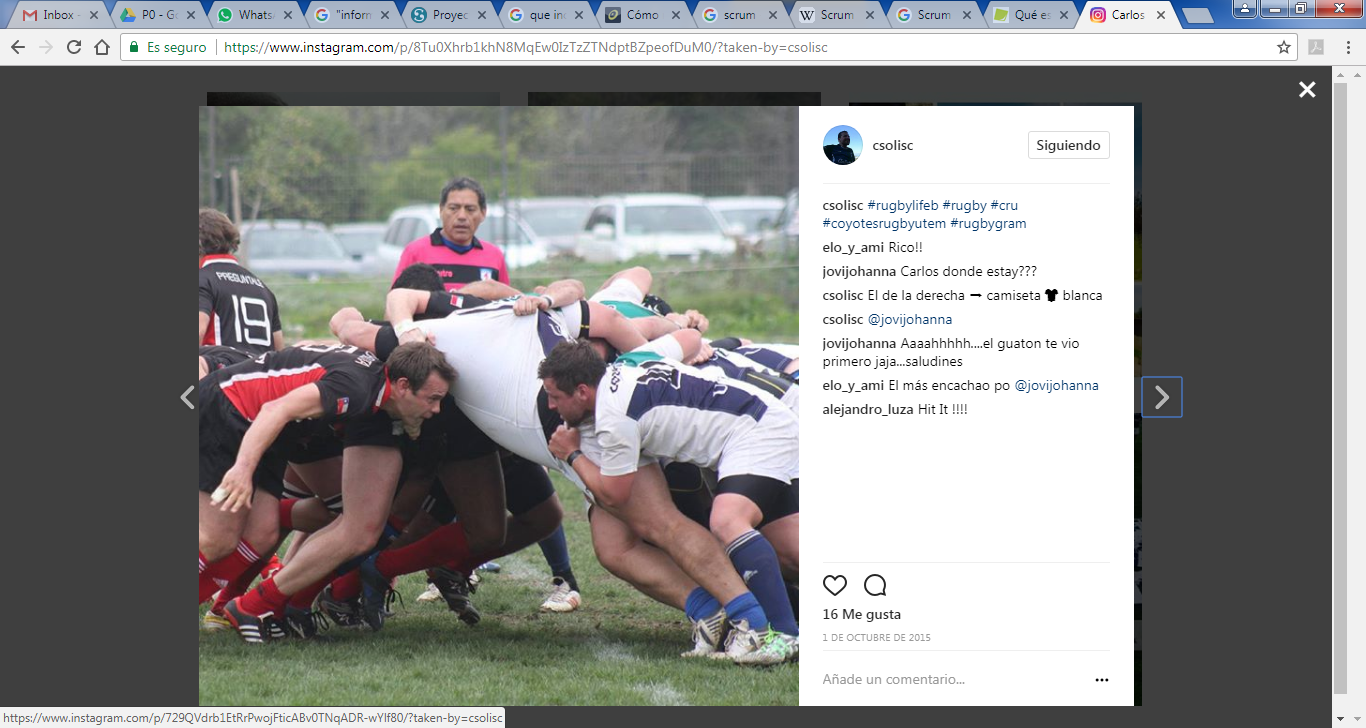 Inbox -
P0 - Go
Whats
"inform
Proyec
que in
Cómo
scrum
Scrum
Scrum
Qué es
Carlos
Es seguro
https://www.instagram.com/p/8Tu0Xhrb1khN8MqEw0IzTzZTNdptBZpeofDuM0/?taken-by=csolisc
PREGUNTALE
19
csolisc
Siguiendo
csolisc #rugbylifeb #rugby #cru
#coyotesrugbyutem #rugbygram
elo_y_ami Rico!!
jovijohanna Carlos donde estay???
csolisc El de la derecha ➡ camiseta 👕 blanca
csolisc @jovijohanna
jovijohanna Aaaahhhhh....el guaton te vio
primero jaja...saludines
elo_y_ami El más encachao po @jovijohanna
alejandro_luza Hit It !!!!
16 Me gusta
1 DE OCTUBRE DE 2015
Añade un comentario...
https://www.instagram.com/p/729QVdrb1EtRrPwojFticABv0TNqADR-wYlf80/?taken-by=csolisc